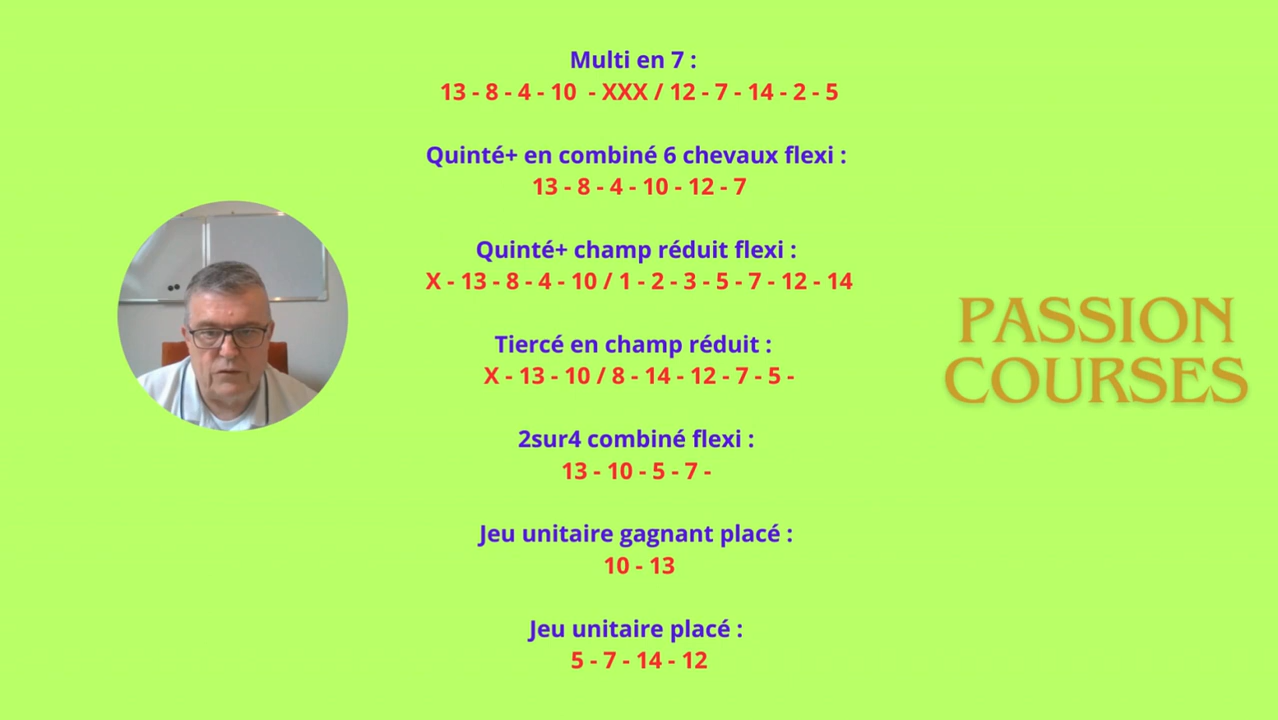 Multi en 7 :
13 - 8 - 4 - 10  - XXX / 12 - 7 - 14 - 2 - 5
Quinté+ en combiné 6 chevaux flexi :
13 - 8 - 4 - 10 - 12 - 7
Quinté+ champ réduit flexi :
X - 13 - 8 - 4 - 10 / 1 - 2 - 3 - 5 - 7 - 12 - 14
Tiercé en champ réduit :
X - 13 - 10 / 8 - 14 - 12 - 7 - 5 -
2sur4 combiné flexi :
13 - 10 - 5 - 7 -
Jeu unitaire gagnant placé :
10 - 13
Jeu unitaire placé :
5 - 7 - 14 - 12
PASSION
COURSES